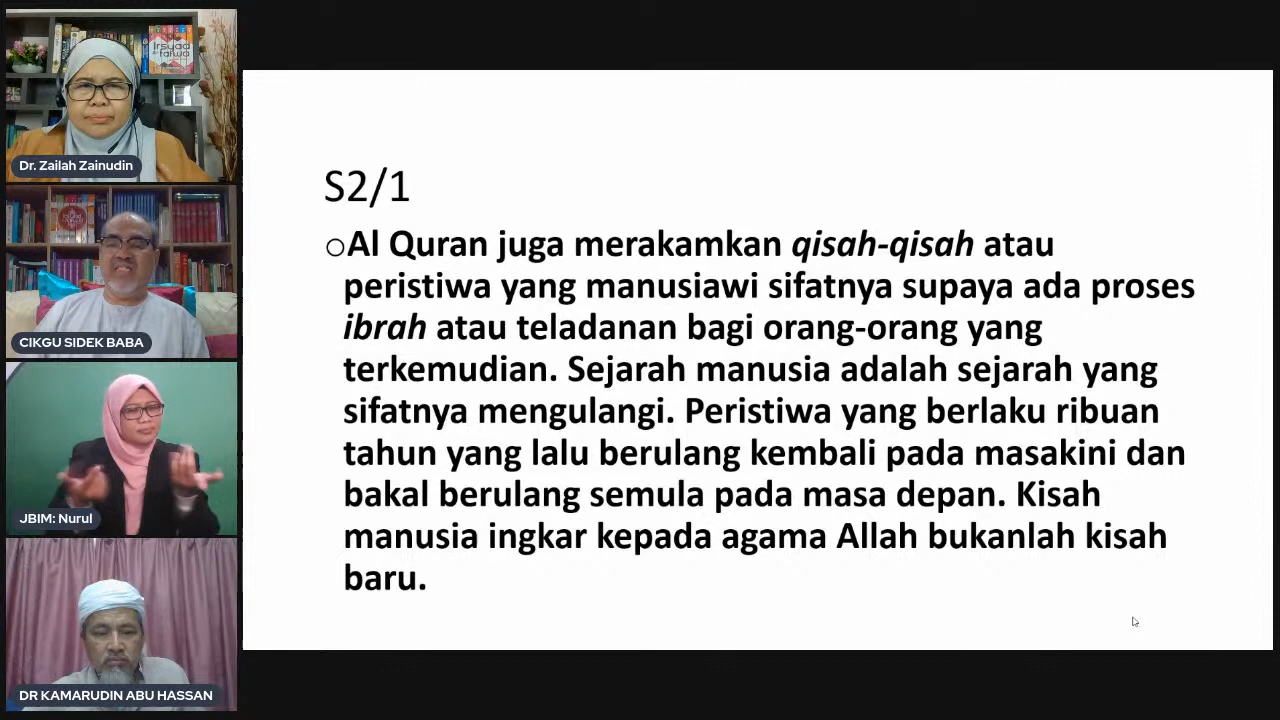 Irsyad
fatwa
Dr. Zailah Zainudin
CIKGU SIDEK BABA
JBIM: Nurul
DR KAMARUDIN ABU HASSAN
S2/1
oAl Quran juga merakamkan qisah-qisah atau
peristiwa yang manusiawi sifatnya supaya ada proses
ibrah atau teladanan bagi orang-orang yang
terkemudian. Sejarah manusia adalah sejarah yang
sifatnya mengulangi. Peristiwa yang berlaku ribuan
tahun yang lalu berulang kembali pada masakini dan
bakal berulang semula pada masa depan. Kisah
manusia ingkar kepada agama Allah bukanlah kisah
baru.